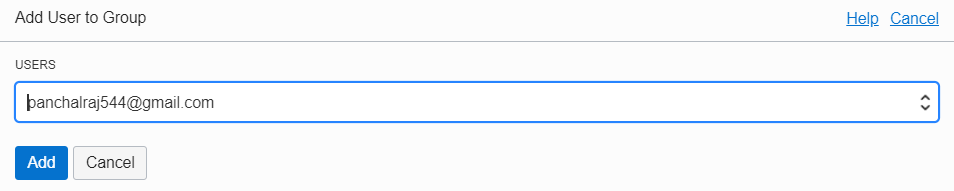 Add User to Group Help Cancel
USERS
panchalraj544@gmail.com
Add Cancel